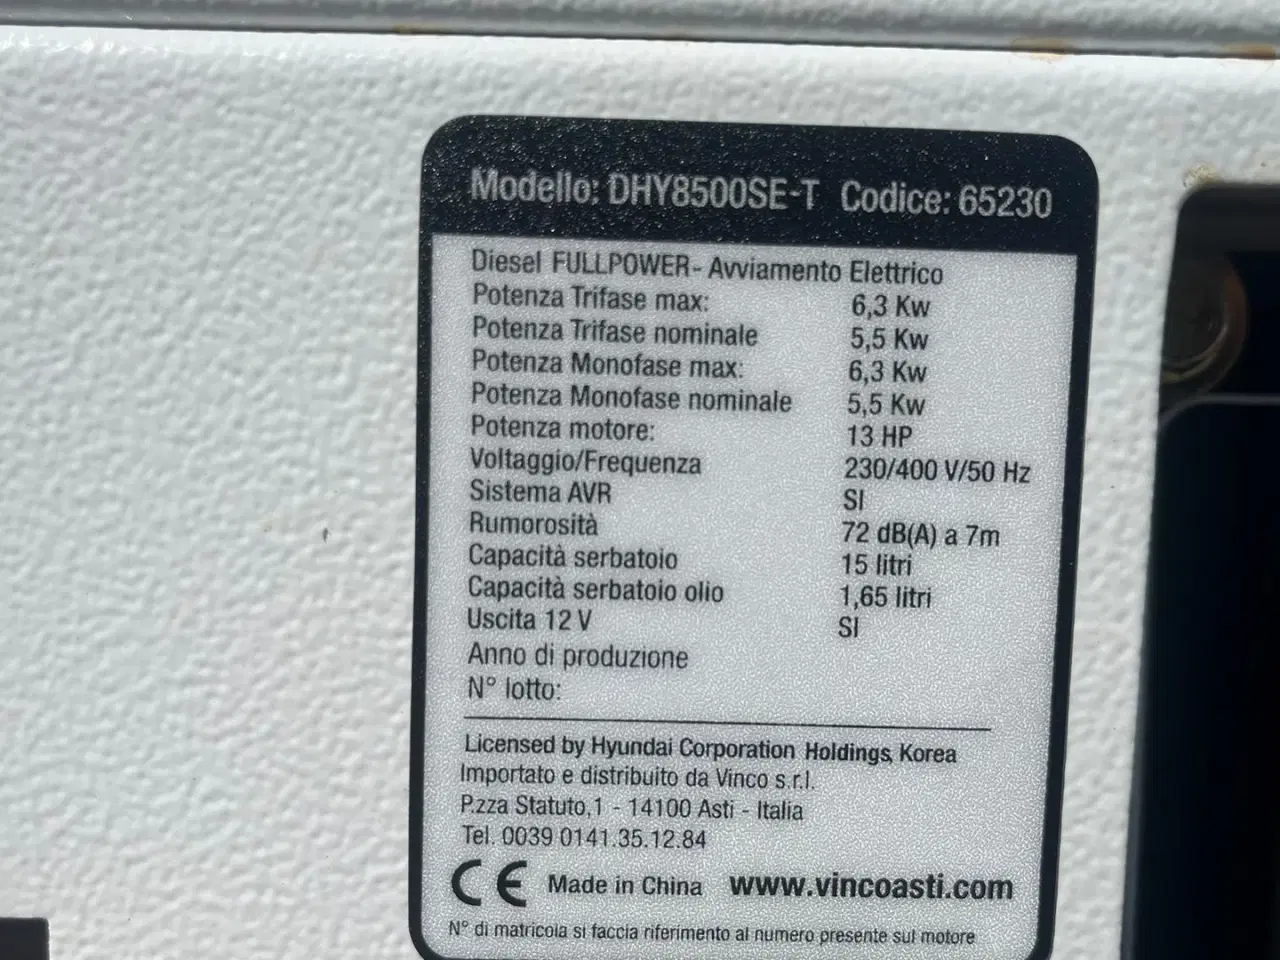 Modello: DHY8500SE-T Codice: 65230
Diesel FULLPOWER- Avviamento Elettrico
Potenza Trifase max: 6,3 Kw
Potenza Trifase nominale 5,5 Kw
Potenza Monofase max: 6,3 Kw
Potenza Monofase nominale 5,5 Kw
Potenza motore: 13 HP
Voltaggio/Frequenza 230/400 V/50 Hz
Sistema AVR SI
Rumorosità 72 dB(A) a 7m
Capacità serbatoio 15 litri
Capacità serbatoio olio 1,65 litri
Uscita 12 V SI
Anno di produzione
N° lotto:
Licensed by Hyundai Corporation Holdings, Korea
Importato e distribuito da Vinco s.r.l.
P.zza Statuto,1 - 14100 Asti - Italia
Tel. 0039 0141.35.12.84
CE Made in China www.vincoasti.com
N° di matricola si faccia riferimento al numero presente sul motore